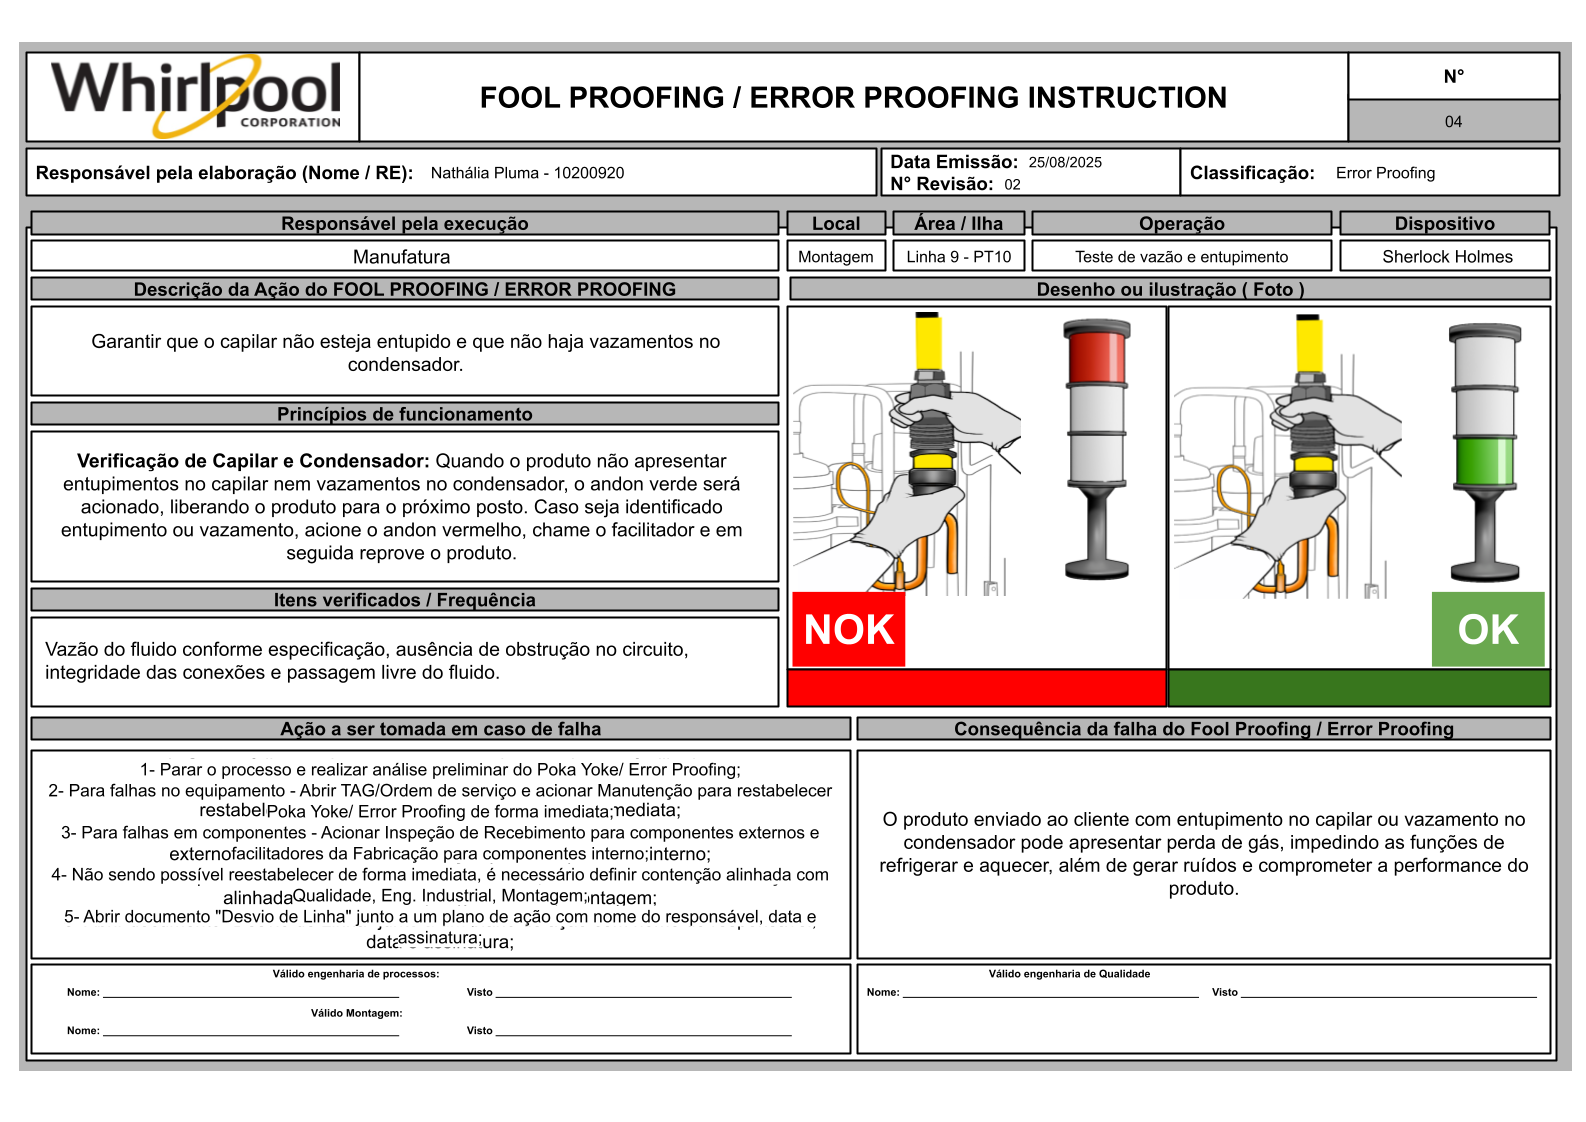 Whirlpool
CORPORATION
FOOL PROOFING / ERROR PROOFING INSTRUCTION
N°
04
Responsável pela elaboração (Nome / RE): Nathália Pluma - 10200920
Data Emissão: 25/08/2025
N° Revisão: 02
Classificação: Error Proofing
Responsável pela execução
Local
Área / Ilha
Operação
Dispositivo
Manufatura
Montagem
Linha 9 - PT10
Teste de vazão e entupimento
Sherlock Holmes
Descrição da Ação do FOOL PROOFING / ERROR PROOFING
Desenho ou ilustração ( Foto )
Garantir que o capilar não esteja entupido e que não haja vazamentos no
condensador.
Princípios de funcionamento
Verificação de Capilar e Condensador: Quando o produto não apresentar
entupimentos no capilar nem vazamentos no condensador, o andon verde será
acionado, liberando o produto para o próximo posto. Caso seja identificado
entupimento ou vazamento, acione o andon vermelho, chame o facilitador e em
seguida reprove o produto.
Itens verificados / Frequência
Vazão do fluido conforme especificação, ausência de obstrução no circuito,
integridade das conexões e passagem livre do fluido.
NOK
OK
Ação a ser tomada em caso de falha
Consequência da falha do Fool Proofing / Error Proofing
1- Parar o processo e realizar análise preliminar do Poka Yoke/ Error Proofing;
2- Para falhas no equipamento - Abrir TAG/Ordem de serviço e acionar Manutenção para restabelecer
Poka Yoke/ Error Proofing de forma imediata;
3- Para falhas em componentes - Acionar Inspeção de Recebimento para componentes externos e
facilitadores da Fabricação para componentes interno;
4- Não sendo possível reestabelecer de forma imediata, é necessário definir contenção alinhada com
Qualidade, Eng. Industrial, Montagem;
5- Abrir documento "Desvio de Linha" junto a um plano de ação com nome do responsável, data e
assinatura;
O produto enviado ao cliente com entupimento no capilar ou vazamento no
condensador pode apresentar perda de gás, impedindo as funções de
refrigerar e aquecer, além de gerar ruídos e comprometer a performance do
produto.
Válido engenharia de processos:
Nome: Visto
Válido Montagem:
Nome: Visto
Válido engenharia de Qualidade
Nome: Visto